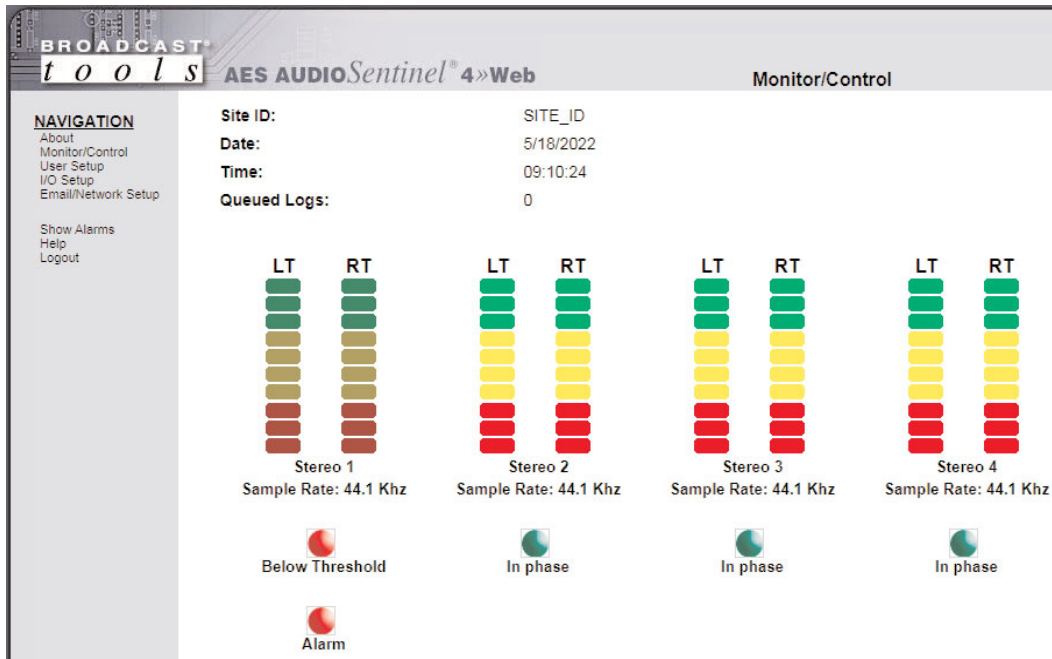 BROADCAST®
tools
AES AUDIO Sentinel® 4»Web
Monitor/Control
NAVIGATION
About
Monitor/Control
User Setup
I/O Setup
Email/Network Setup
Show Alarms
Help
Logout
Site ID: SITE_ID
Date: 5/18/2022
Time: 09:10:24
Queued Logs: 0
LT RT LT RT LT RT LT RT
Stereo 1 Stereo 2 Stereo 3 Stereo 4
Sample Rate: 44.1 Khz Sample Rate: 44.1 Khz Sample Rate: 44.1 Khz Sample Rate: 44.1 Khz
Below Threshold In phase In phase In phase
Alarm